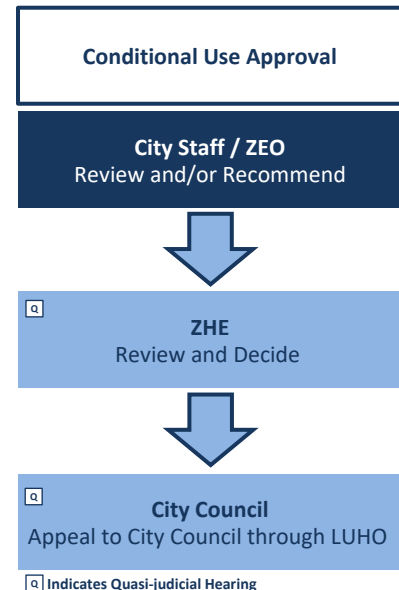 Conditional Use Approval
City Staff / ZEO
Review and/or Recommend
Q
ZHE
Review and Decide
Q
City Council
Appeal to City Council through LUHO
Q Indicates Quasi-judicial Hearing